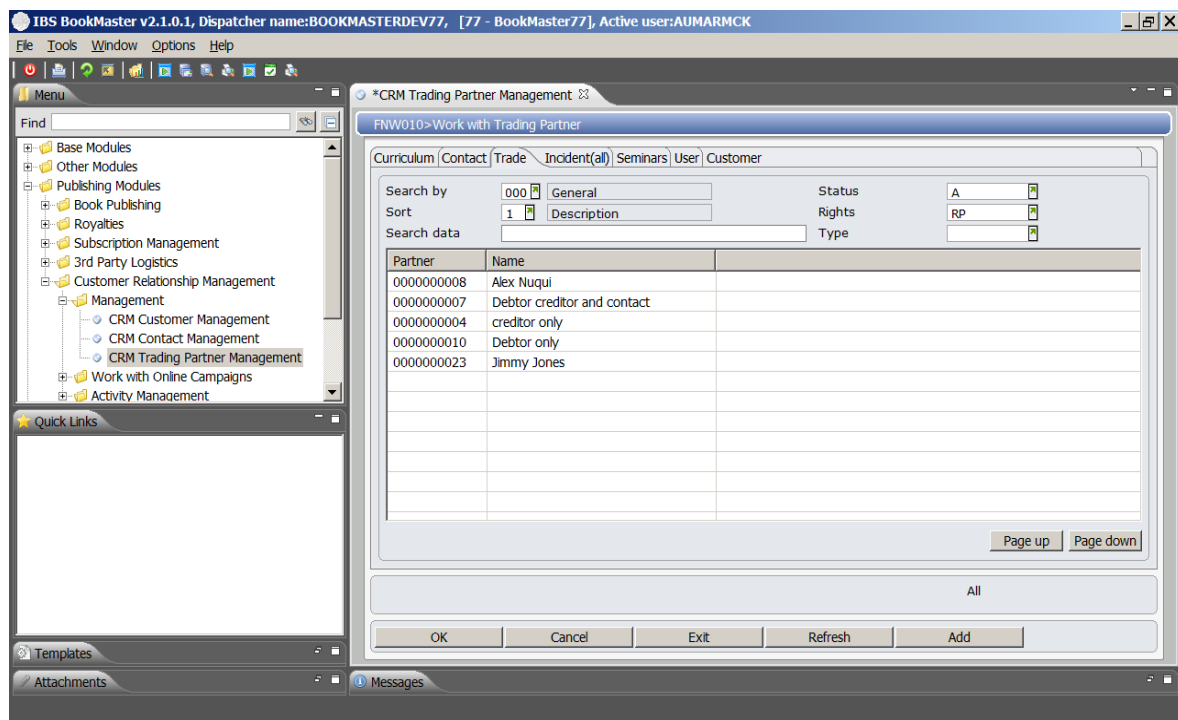 IBS BookMaster v2.1.0.1, Dispatcher name:BOOKMASTERDEV77, [77 - BookMaster77], Active user:AUMARMCK
File Tools Window Options Help
Menu
Find
Base Modules
Other Modules
Publishing Modules
Book Publishing
Royalties
Subscription Management
3rd Party Logistics
Customer Relationship Management
Management
CRM Customer Management
CRM Contact Management
CRM Trading Partner Management
Work with Online Campaigns
Activity Management
Quick Links
Templates
Attachments
*CRM Trading Partner Management
FNW010>Work with Trading Partner
Curriculum Contact Trade Incident(all) Seminars User Customer
Search by 000 General Status A
Sort 1 Description Rights RP
Search data Type
Partner Name
0000000008 Alex Nuqui
0000000007 Debtor creditor and contact
0000000004 creditor only
0000000010 Debtor only
0000000023 Jimmy Jones
Page up Page down
All
OK Cancel Exit Refresh Add
Messages